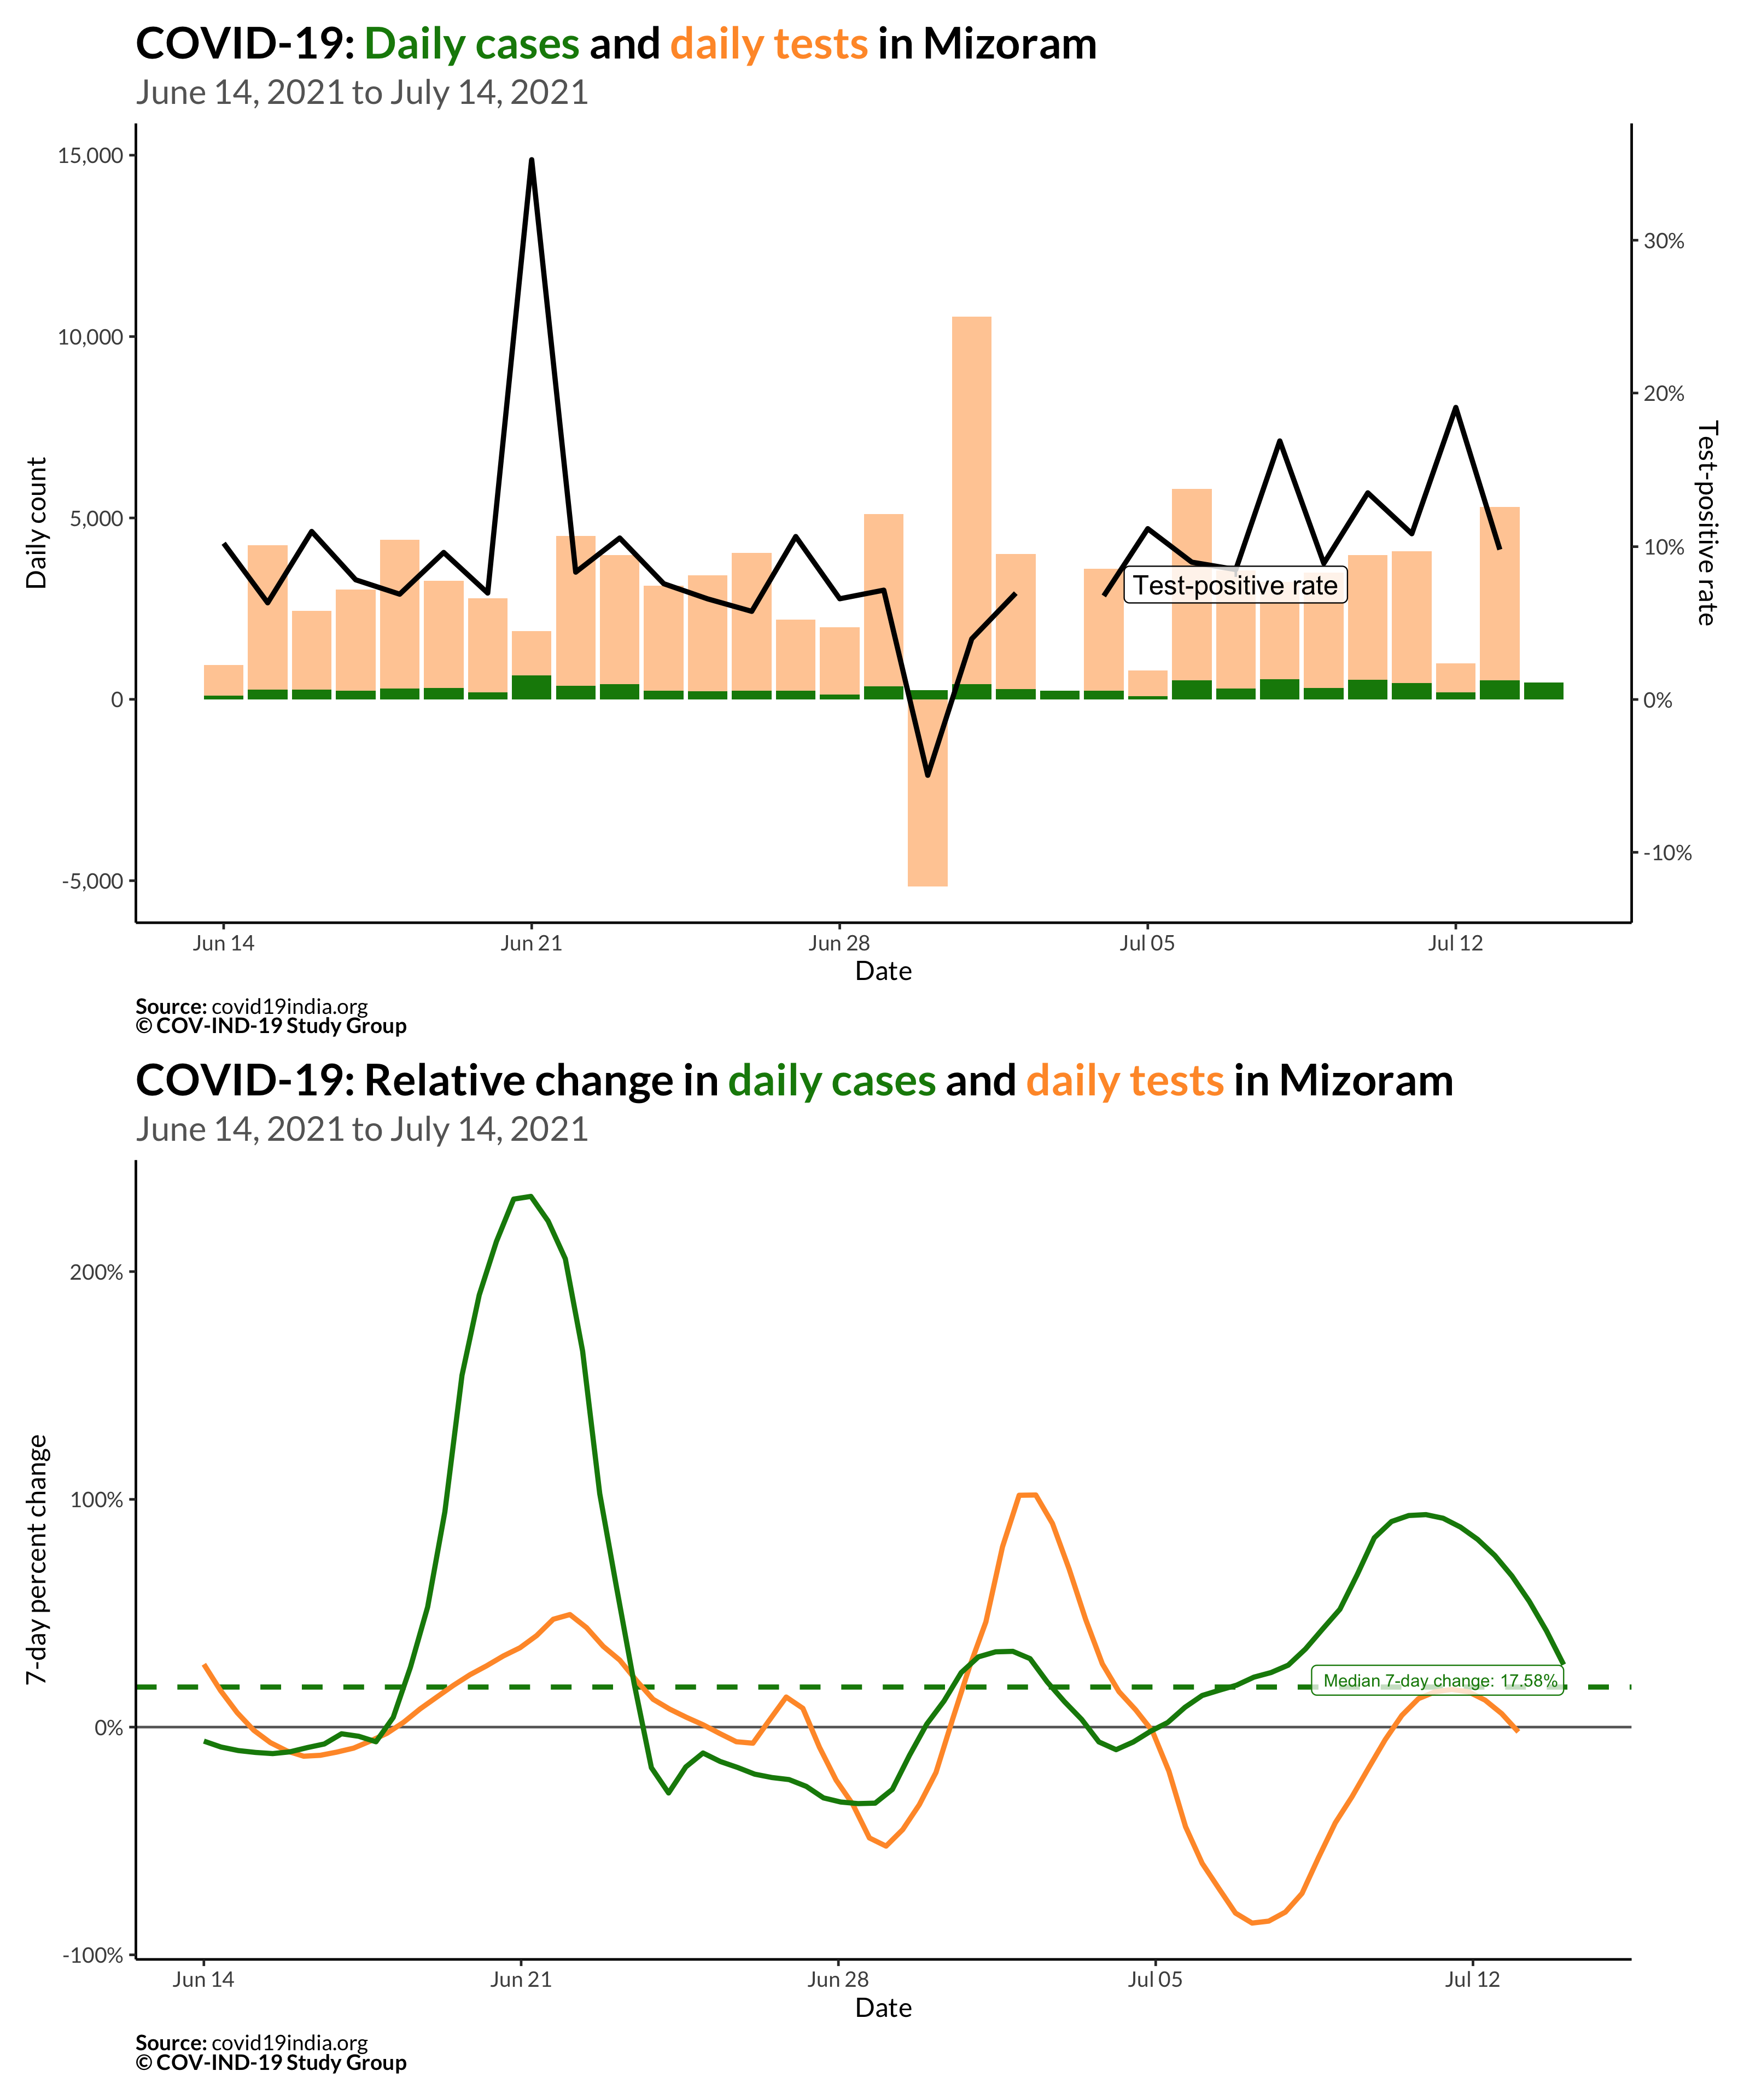 COVID-19: Daily cases and daily tests in Mizoram
June 14, 2021 to July 14, 2021
15,000
10,000
5,000
0
-5,000
Daily count
30%
20%
10%
0%
-10%
Test-positive rate
Test-positive rate
Jun 14
Jun 21
Jun 28
Jul 05
Jul 12
Date
Source: covid19india.org
© COV-IND-19 Study Group
COVID-19: Relative change in daily cases and daily tests in Mizoram
June 14, 2021 to July 14, 2021
200%
100%
0%
-100%
7-day percent change
Median 7-day change: 17.58%
Jun 14
Jun 21
Jun 28
Jul 05
Jul 12
Date
Source: covid19india.org
© COV-IND-19 Study Group